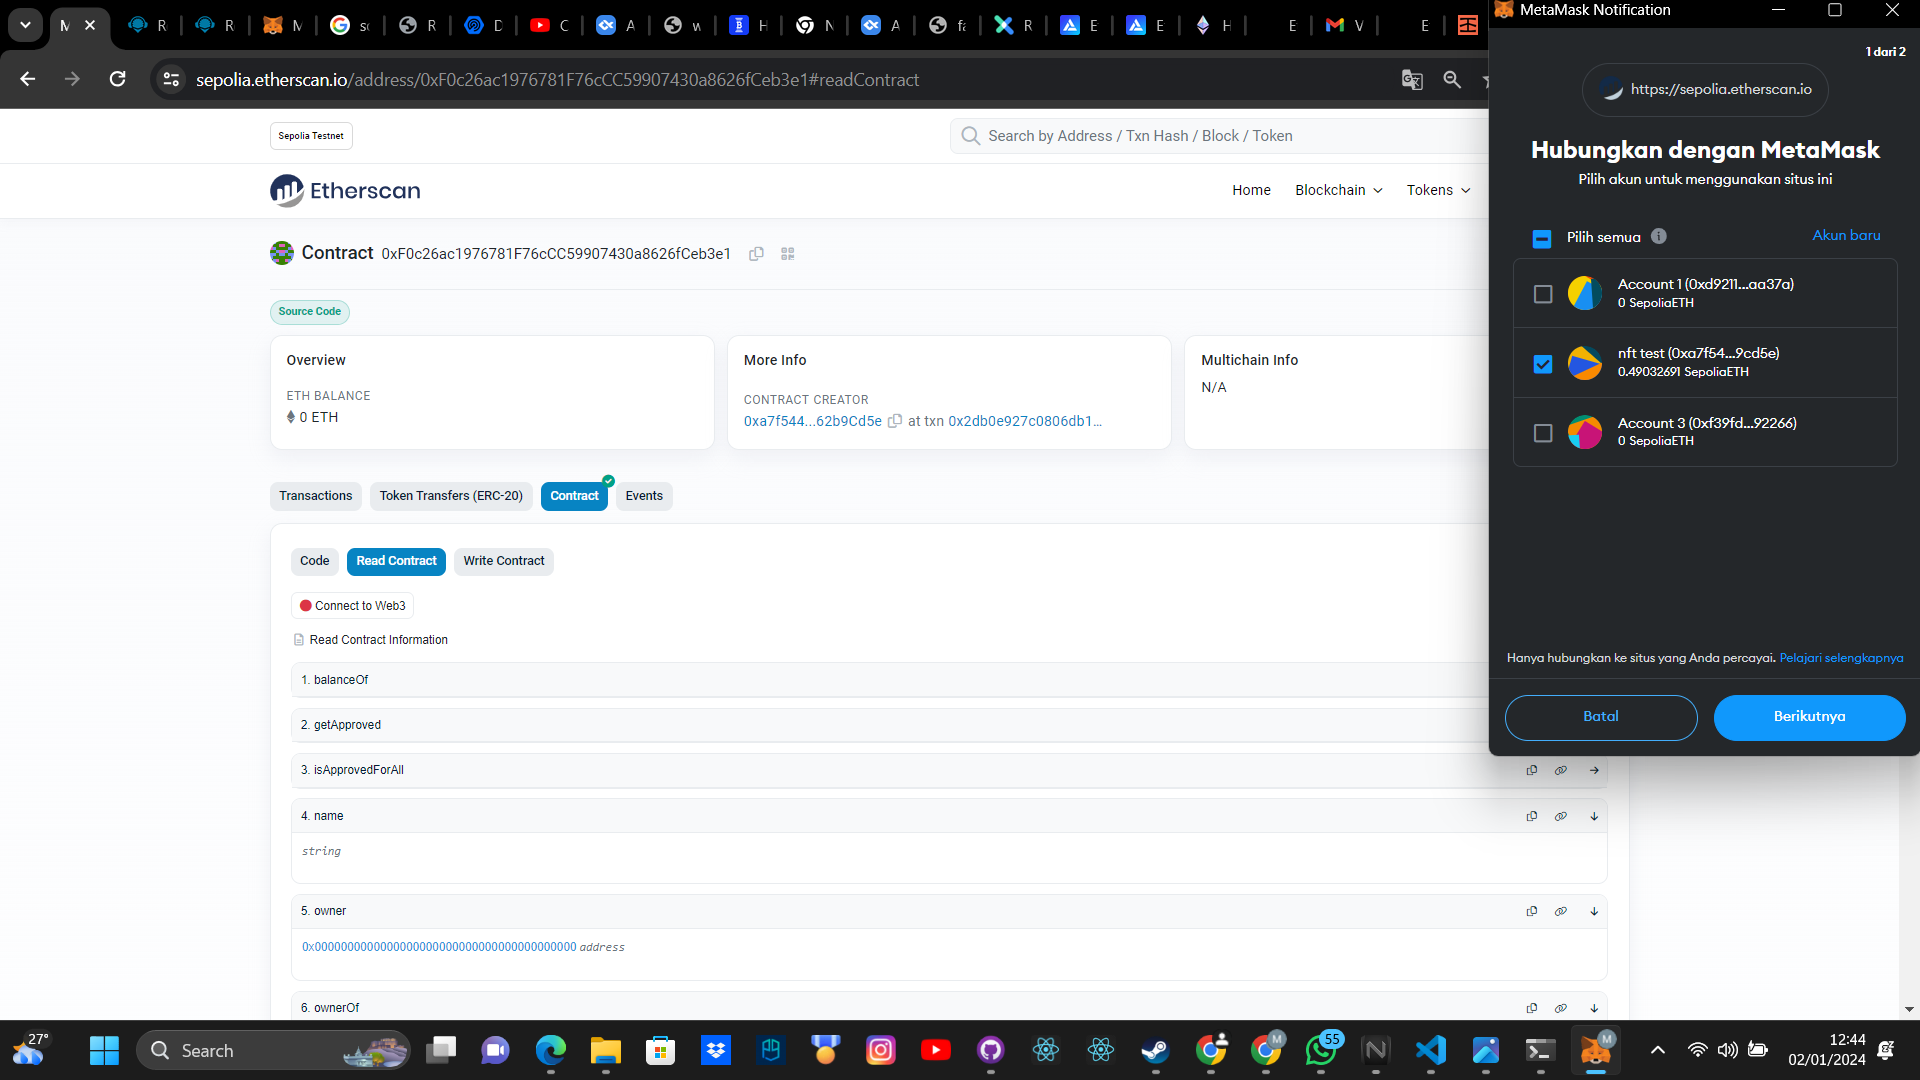 M
R
R
M
G
sc
R
D
C
A
w
H
N
A
fa
R
E
E
H
E
V
E
sepolia.etherscan.io/address/0xF0c26ac1976781F76cCC59907430a8626fCeb3e1#readContract
Sepolia Testnet
Search by Address / Txn Hash / Block / Token
Etherscan
Home
Blockchain
Tokens
Contract 0xF0c26ac1976781F76cCC59907430a8626fCeb3e1
Source Code
Overview
ETH BALANCE
0 ETH
More Info
CONTRACT CREATOR
0xa7f544...62b9Cd5e at txn 0x2db0e927c0806db1...
Multichain Info
N/A
Transactions
Token Transfers (ERC-20)
Contract
Events
Code
Read Contract
Write Contract
Connect to Web3
Read Contract Information
1. balanceOf
2. getApproved
3. isApprovedForAll
4. name
string
5. owner
0x0000000000000000000000000000000000000000 address
6. ownerOf
MetaMask Notification
1 dari 2
https://sepolia.etherscan.io
Hubungkan dengan MetaMask
Pilih akun untuk menggunakan situs ini
Pilih semua
Akun baru
Account 1 (0xd9211...aa37a)
0 SepoliaETH
nft test (0xa7f54...9cd5e)
0.49032691 SepoliaETH
Account 3 (0xf39fd...92266)
0 SepoliaETH
Hanya hubungkan ke situs yang Anda percayai. Pelajari selengkapnya
Batal
Berikutnya
27°
Search
M
55
M
12:44
02/01/2024